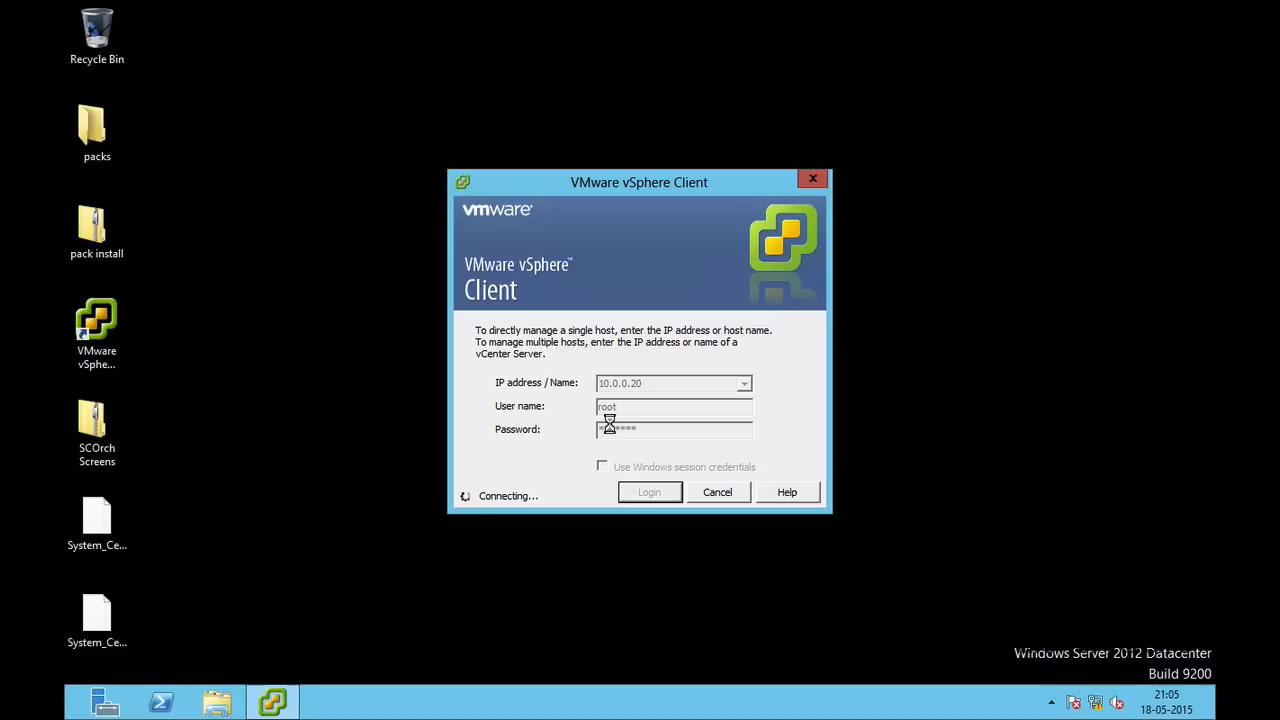 Recycle Bin
packs
pack install
VMware
vSphe...
SCOrch
Screens
System_Ce...
System_Ce...
VMware vSphere Client
x
vmware®
VMware vSphere™
Client
To directly manage a single host, enter the IP address or host name.
To manage multiple hosts, enter the IP address or name of a
vCenter Server.
IP address / Name: 10.0.0.20
User name: root
Password:
Use Windows session credentials
Connecting... Login Cancel Help
Windows Server 2012 Datacenter
Build 9200
21:05
18-05-2015